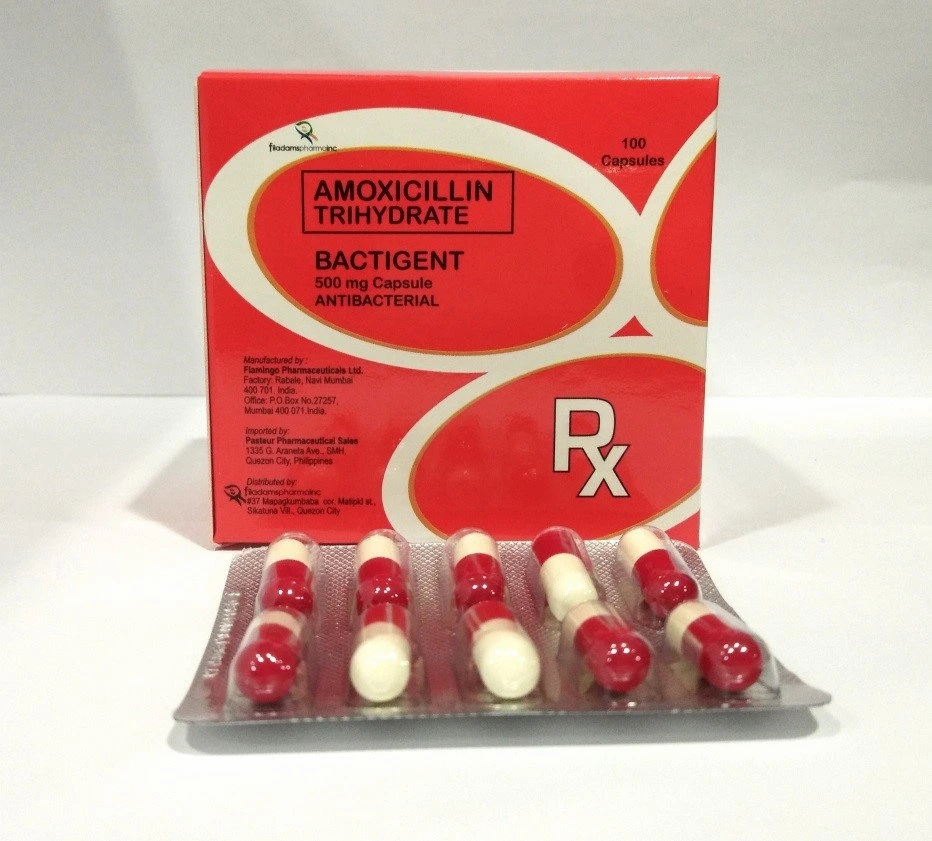 filadamspharmainc
100
Capsules
AMOXICILLIN
TRIHYDRATE
BACTIGENT
500 mg Capsule
ANTIBACTERIAL
Manufactured by :
Flamingo Pharmaceuticals Ltd.
Factory: Rabale, Navi Mumbai
400 701. India.
Office: P.O.Box No.27257,
Mumbai 400 071.India.
Imported by:
Pasteur Pharmaceutical Sales
1335 G. Araneta Ave., SMH,
Quezon City, Philippines
Distributed by:
filadamspharmainc
#37 Mapagkumbaba cor. Matipid st.,
Sikatuna Vill., Quezon City
Rx